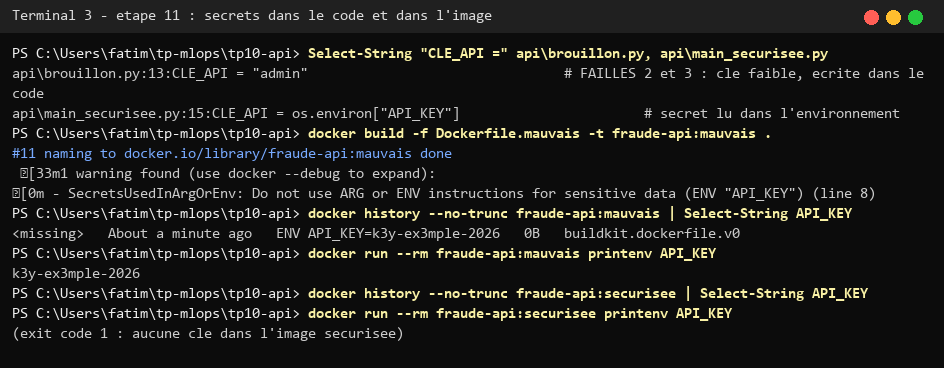 Terminal 3 - etape 11 : secrets dans le code et dans l'image
PS C:\Users\fatim\tp-mlops\tp10-api> Select-String "CLE_API =" api\brouillon.py, api\main_securisee.py
api\brouillon.py:13:CLE_API = "admin"                                  # FAILLES 2 et 3 : cle faible, ecrite dans le
code
api\main_securisee.py:15:CLE_API = os.environ["API_KEY"]                        # secret lu dans l'environnement
PS C:\Users\fatim\tp-mlops\tp10-api> docker build -f Dockerfile.mauvais -t fraude-api:mauvais .
#11 naming to docker.io/library/fraude-api:mauvais done
 [33m1 warning found (use docker --debug to expand):
[0m - SecretsUsedInArgOrEnv: Do not use ARG or ENV instructions for sensitive data (ENV "API_KEY") (line 8)
PS C:\Users\fatim\tp-mlops\tp10-api> docker history --no-trunc fraude-api:mauvais | Select-String API_KEY
<missing>   About a minute ago   ENV API_KEY=k3y-ex3mple-2026   0B   buildkit.dockerfile.v0
PS C:\Users\fatim\tp-mlops\tp10-api> docker run --rm fraude-api:mauvais printenv API_KEY
k3y-ex3mple-2026
PS C:\Users\fatim\tp-mlops\tp10-api> docker history --no-trunc fraude-api:securisee | Select-String API_KEY
PS C:\Users\fatim\tp-mlops\tp10-api> docker run --rm fraude-api:securisee printenv API_KEY
(exit code 1 : aucune cle dans l'image securisee)